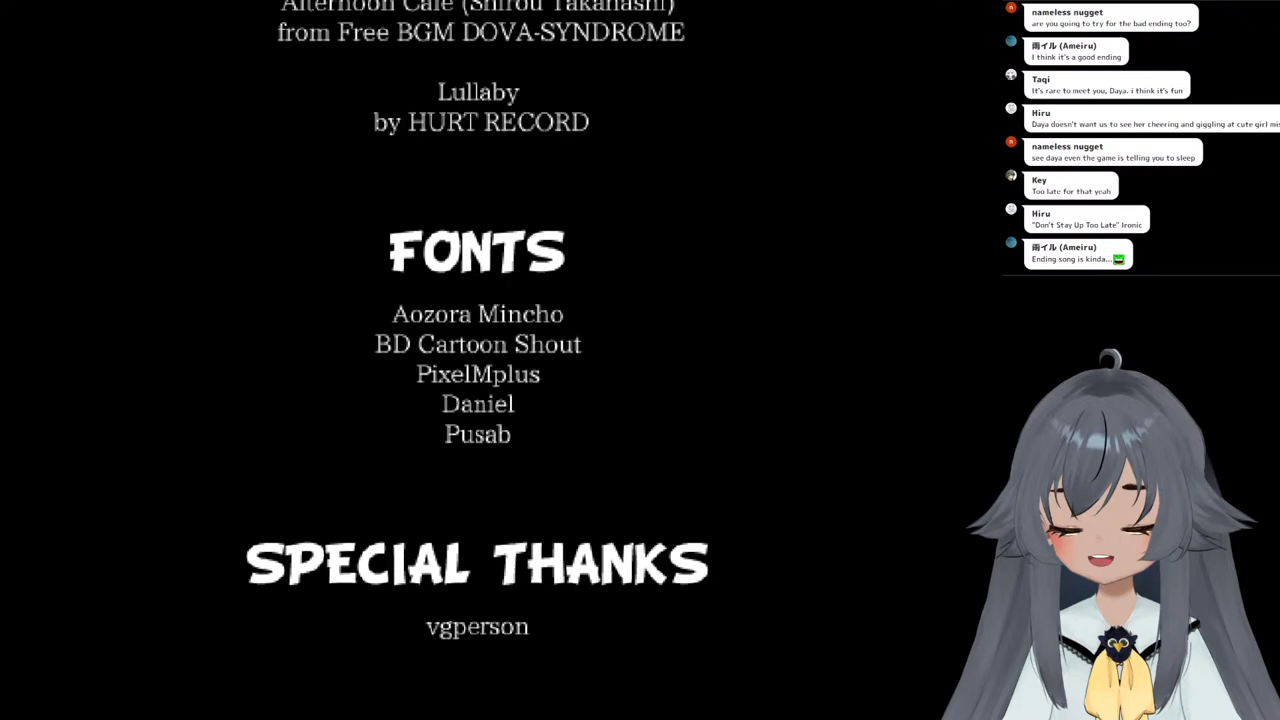 Afternoon Cafe (Shirou Takahashi)
from Free BGM DOVA-SYNDROME
Lullaby
by HURT RECORD
FONTS
Aozora Mincho
BD Cartoon Shout
PixelMplus
Daniel
Pusab
SPECIAL THANKS
vgperson
nameless nugget
are you going to try for the bad ending too?
雨イル (Ameiru)
I think it's a good ending
Taqi
It's rare to meet you, Daya. i think it's fun
Hiru
Daya doesn't want us to see her cheering and giggling at cute girl mis
nameless nugget
see daya even the game is telling you to sleep
Key
Too late for that yeah
Hiru
"Don't Stay Up Too Late" Ironic
雨イル (Ameiru)
Ending song is kinda...